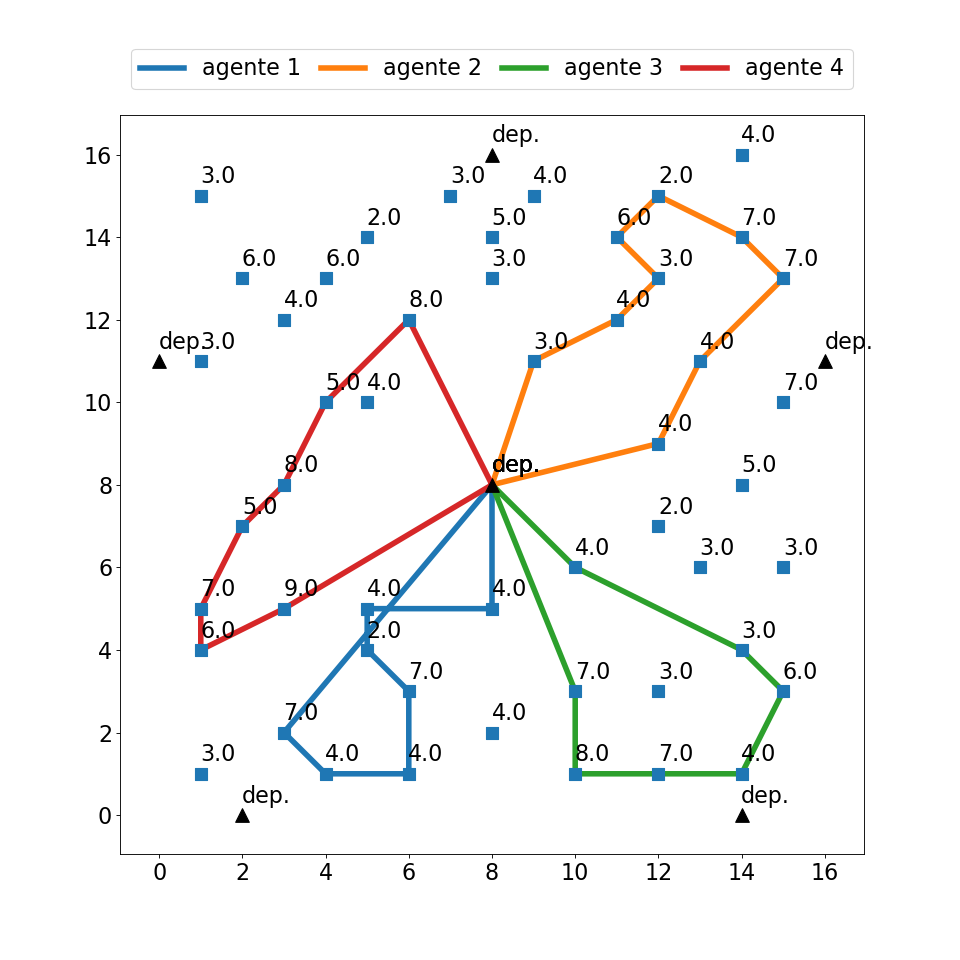 agente 1 agente 2 agente 3 agente 4
dep. 4.0
16
3.0 3.0 4.0 2.0
2.0 5.0 6.0 7.0
14
6.0 6.0 3.0 3.0 7.0
4.0 8.0 4.0
12
dep. 3.0 3.0 4.0 dep.
5.0 4.0 7.0
10
4.0
8.0 dep. 5.0
8
5.0 2.0
4.0 3.0 3.0
6
7.0 9.0 4.0 4.0
6.0 2.0 3.0
4
7.0 7.0 3.0 6.0
7.0 4.0
2
3.0 4.0 4.0 8.0 7.0 4.0
dep. dep.
0
0 2 4 6 8 10 12 14 16